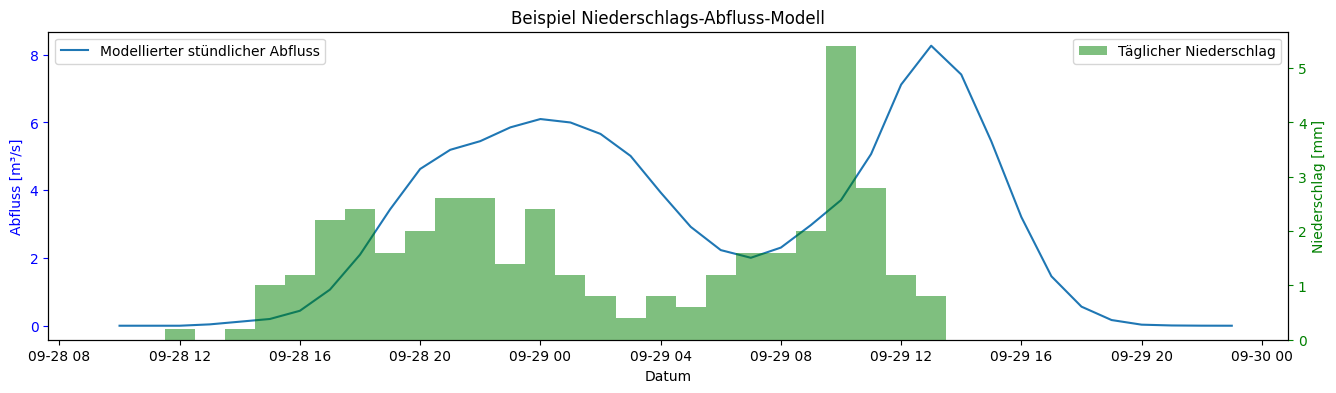 Beispiel Niederschlags-Abfluss-Modell
Modellierter stündlicher Abfluss
Täglicher Niederschlag
Abfluss [m³/s]
8
6
4
2
0
Niederschlag [mm]
5
4
3
2
1
0
09-28 08 09-28 12 09-28 16 09-28 20 09-29 00 09-29 04 09-29 08 09-29 12 09-29 16 09-29 20 09-30 00
Datum